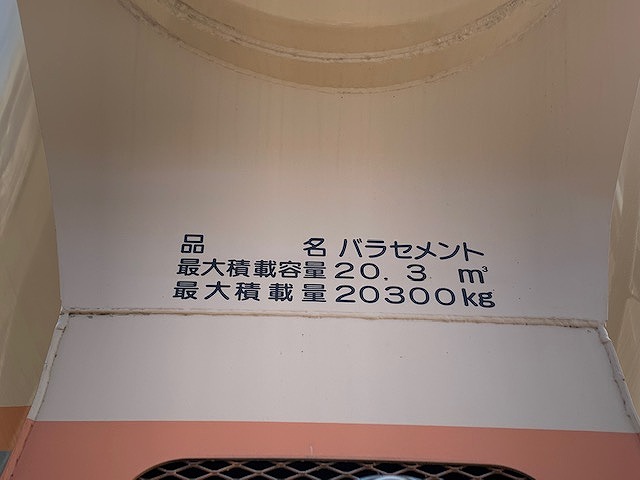 品 名 バラセメント
最大積載容量 20.3 m³
最大積載量 20300kg